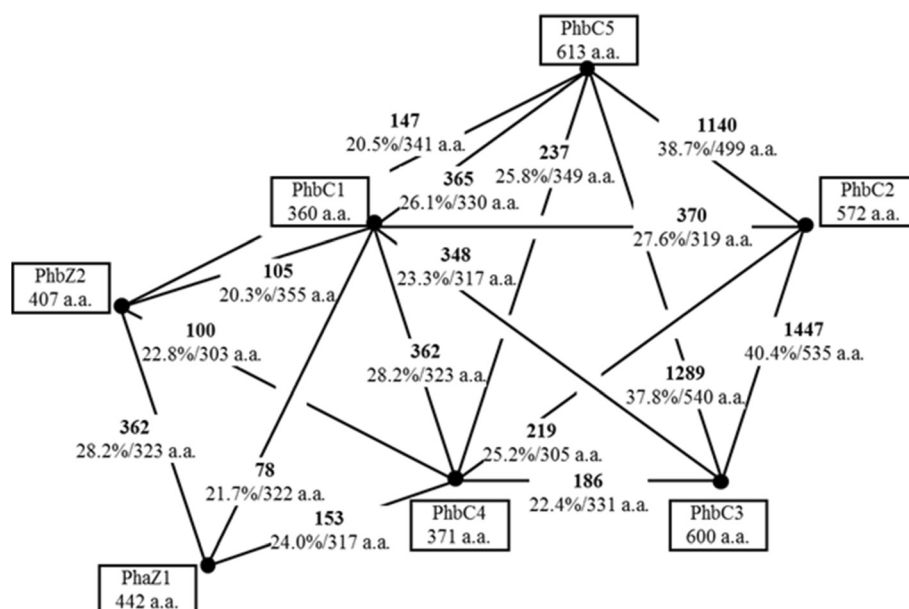 PhbC5
613 a.a.
147
20.5%/341 a.a.
1140
38.7%/499 a.a.
237
25.8%/349 a.a.
365
26.1%/330 a.a.
PhbC1
360 a.a.
PhbC2
572 a.a.
370
27.6%/319 a.a.
348
23.3%/317 a.a.
105
20.3%/355 a.a.
PhbZ2
407 a.a.
100
22.8%/303 a.a.
1447
40.4%/535 a.a.
362
28.2%/323 a.a.
1289
37.8%/540 a.a.
362
28.2%/323 a.a.
219
25.2%/305 a.a.
78
21.7%/322 a.a.
186
22.4%/331 a.a.
153
24.0%/317 a.a.
PhbC4
371 a.a.
PhbC3
600 a.a.
PhaZ1
442 a.a.